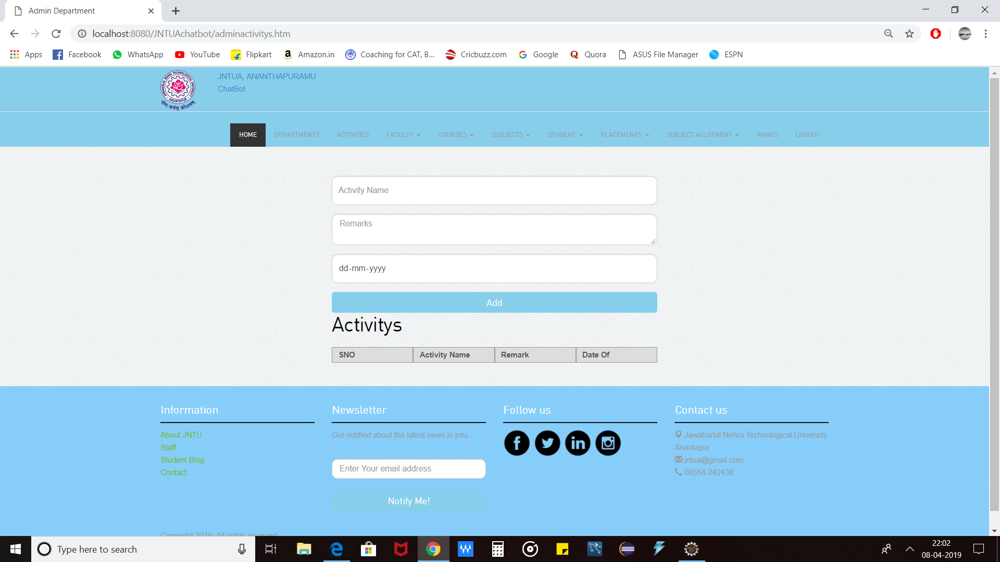 Admin Department
localhost:8080/JNTUAchatbot/adminactivitys.htm
Apps Facebook WhatsApp YouTube Flipkart Amazon.in Coaching for CAT, B... Cricbuzz.com Google Quora ASUS File Manager ESPN
JNTUA, ANANTHAPURAMU
ChatBot
HOME DEPARTMENTS ACTIVITIES FACULTY COURSES SUBJECTS STUDENT PLACEMENTS SUBJECT ALLOTMENT RANKS LOGOUT
Activity Name
Remarks
dd-mm-yyyy
Add
Activitys
SNO Activity Name Remark Date Of
Information
About JNTU
Staff
Student Blog
Contact
Newsletter
Get notified about the latest news in jntu.
Enter Your email address
Notify Me!
Follow us
Contact us
Jawaharlal Nehru Technological University
Anantapur
jntua@gmail.com
08554-242438
Copyright 2019. All rights reserved
Type here to search
22:02
08-04-2019